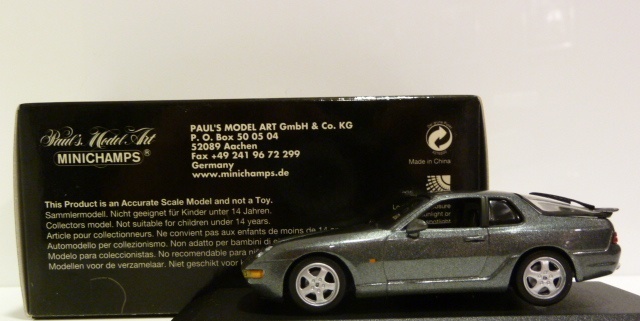 Paul's Model Art
MINICHAMPS®
PAUL'S MODEL ART GmbH & Co. KG
P. O. Box 50 05 04
52089 Aachen
Fax +49 241 96 72 299
Germany
www.minichamps.de
Made in China
This Product is an Accurate Scale Model and not a Toy.
Sammlermodell. Nicht geeignet für Kinder unter 14 Jahren.
Collectors model. Not suitable for children under 14 years.
Article pour collectionneurs. Ne convient pas aux enfants de moins de 14
Automodello per collezionismo. Non adatto per bambini di
Modelo para coleccionistas. No recomendable para
Modellen voor de verzamelaar. Niet geschikt voor